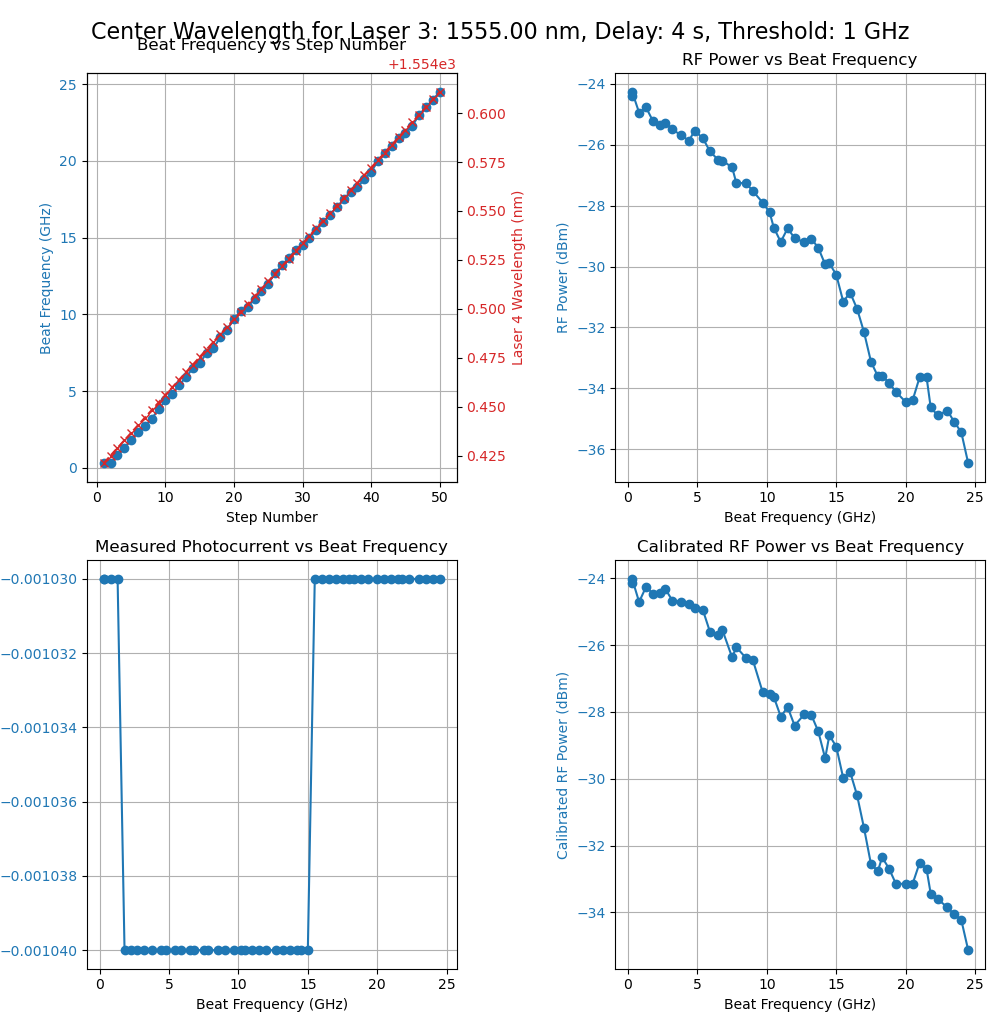 Center Wavelength for Laser 3: 1555.00 nm, Delay: 4 s, Threshold: 1 GHz
Beat Frequency vs Step Number
+1.554e3
25
20
15
10
5
0
Beat Frequency (GHz)
0.600
0.575
0.550
0.525
0.500
0.475
0.450
0.425
Laser 4 Wavelength (nm)
0 10 20 30 40 50
Step Number
RF Power vs Beat Frequency
−24
−26
−28
−30
−32
−34
−36
RF Power (dBm)
0 5 10 15 20 25
Beat Frequency (GHz)
Measured Photocurrent vs Beat Frequency
−0.001030
−0.001032
−0.001034
−0.001036
−0.001038
−0.001040
0 5 10 15 20 25
Beat Frequency (GHz)
Calibrated RF Power vs Beat Frequency
−24
−26
−28
−30
−32
−34
Calibrated RF Power (dBm)
0 5 10 15 20 25
Beat Frequency (GHz)